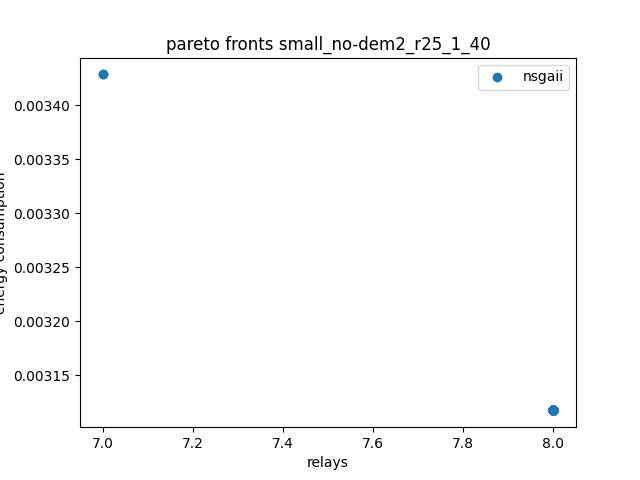 pareto fronts small_no-dem2_r25_1_40
nsgaii
0.00340
0.00335
0.00330
0.00325
0.00320
0.00315
energy consumption
7.0 7.2 7.4 7.6 7.8 8.0
relays